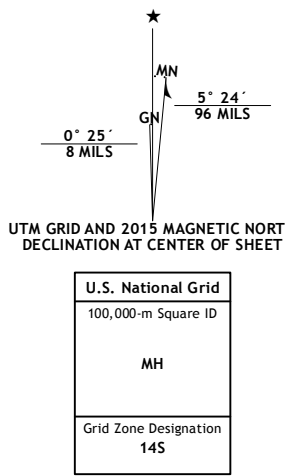 ★
MN
GN
5° 24´
96 MILS
0° 25´
8 MILS
UTM GRID AND 2015 MAGNETIC NORT
DECLINATION AT CENTER OF SHEET
U.S. National Grid
100,000-m Square ID
MH
Grid Zone Designation
14S